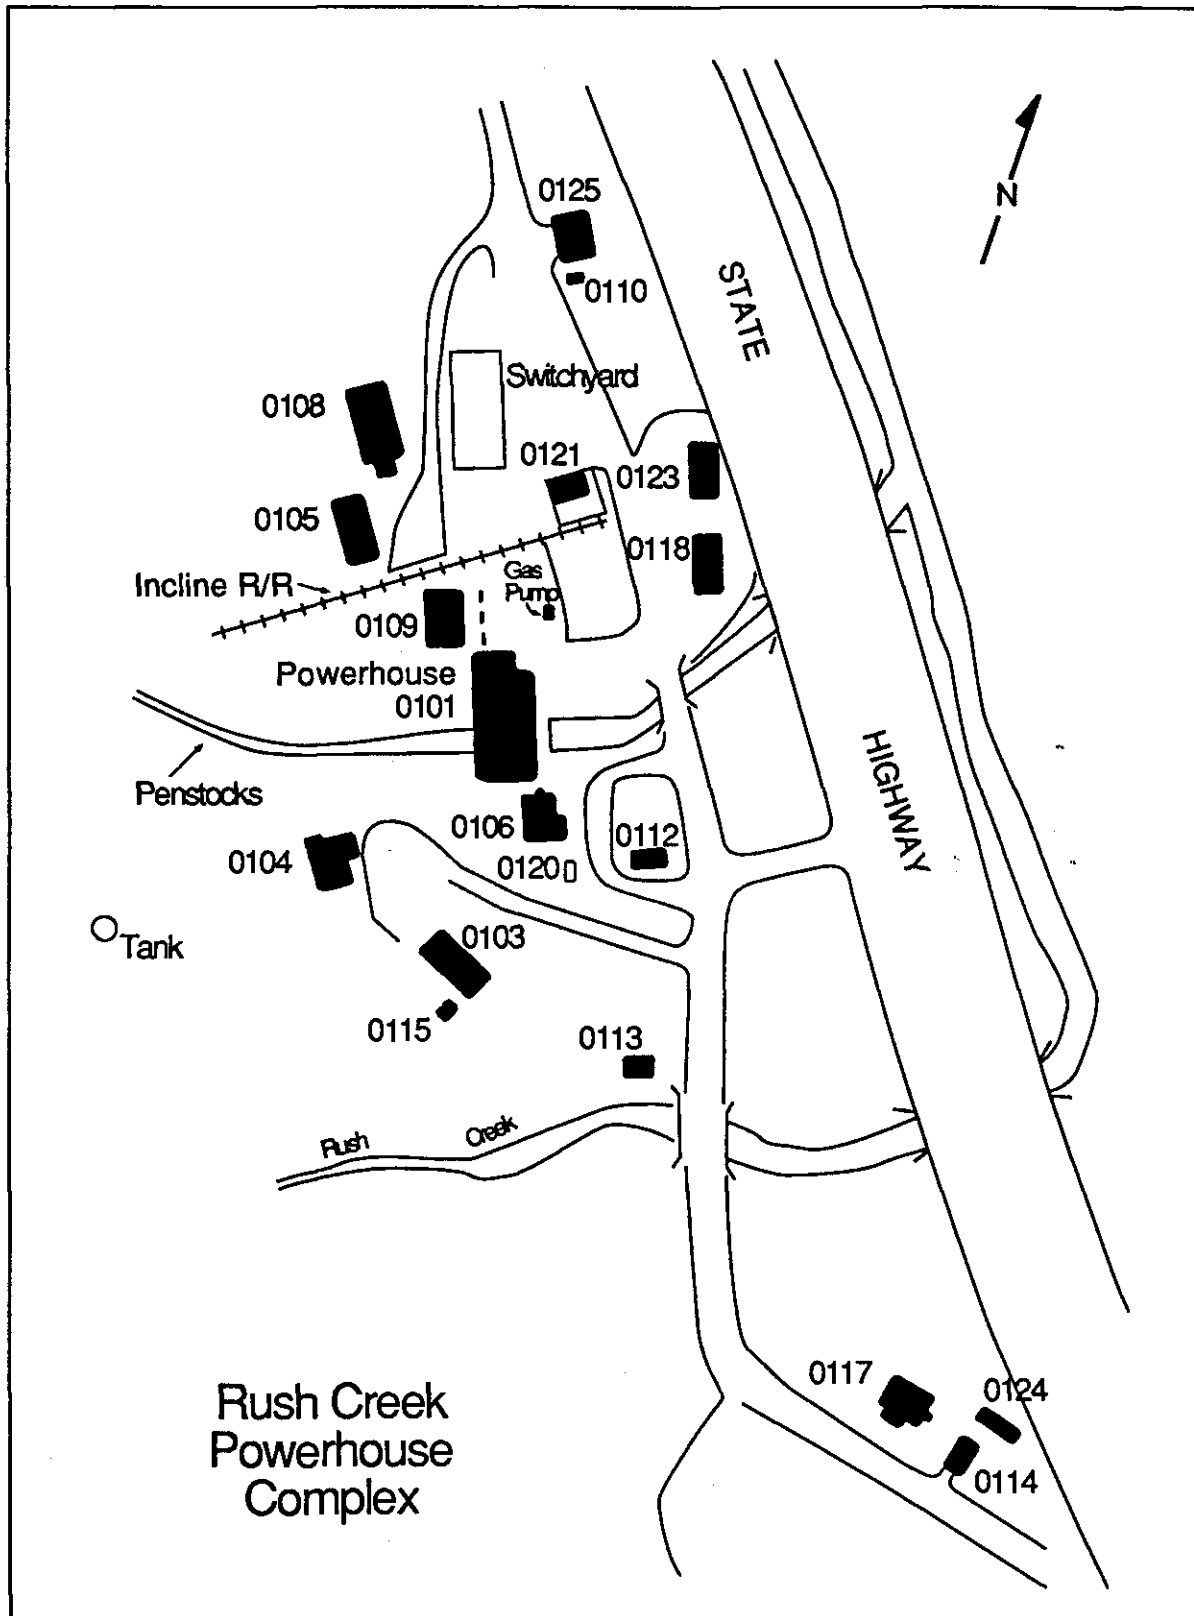 N
0125
0110
STATE
Switchyard
0108
0121
0123
0105
0118
Incline R/R
Gas
Pump
0109
Powerhouse
0101
HIGHWAY
Penstocks
0106
0112
0104
0120
0103
Tank
0115
0113
Rush Creek
0117
0124
0114
Rush Creek
Powerhouse
Complex